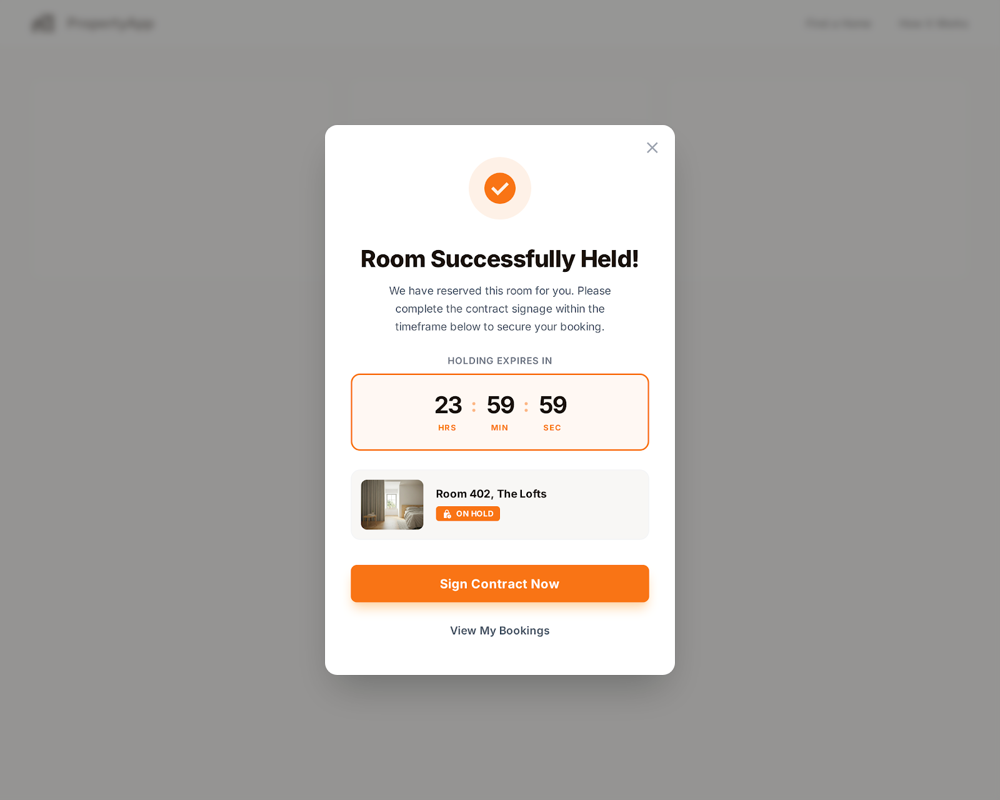 PropertyApp
Room Successfully Held!
We have reserved this room for you. Please
complete the contract signage within the
timeframe below to secure your booking.
HOLDING EXPIRES IN
23 : 59 : 59
HRS MIN SEC
Room 402, The Lofts
ON HOLD
Sign Contract Now
View My Bookings